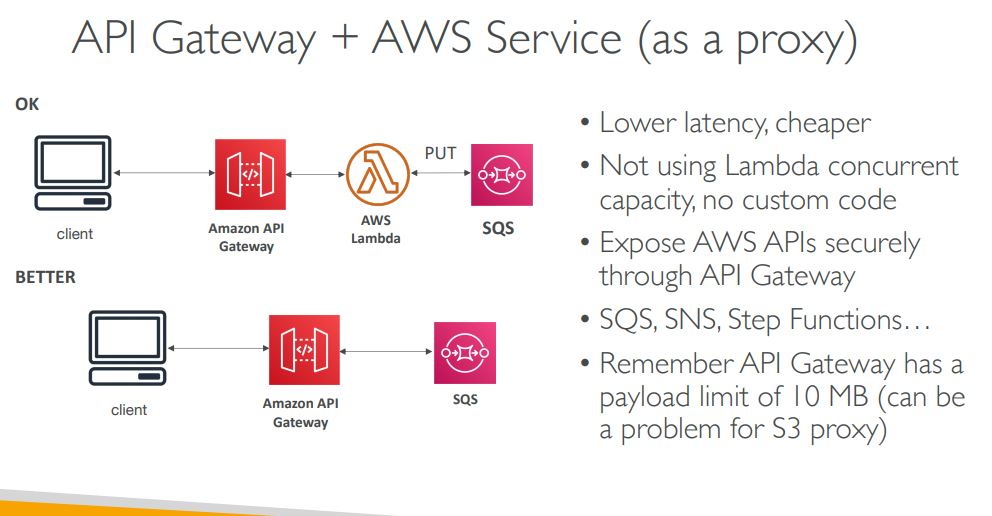 API Gateway + AWS Service (as a proxy)
OK
PUT
client
Amazon API
Gateway
AWS
Lambda
SQS
BETTER
client
Amazon API
Gateway
SQS
• Lower latency, cheaper
• Not using Lambda concurrent
capacity, no custom code
• Expose AWS APIs securely
through API Gateway
• SQS, SNS, Step Functions…
• Remember API Gateway has a
payload limit of 10 MB (can be
a problem for S3 proxy)